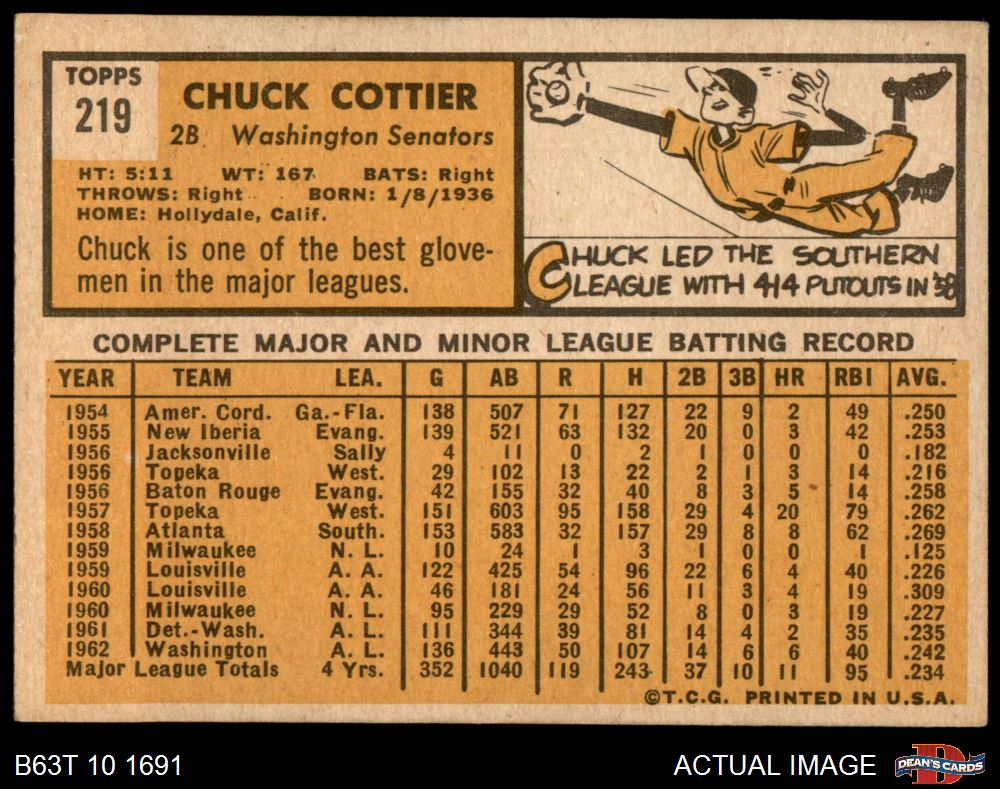 TOPPS
219
CHUCK COTTIER
2B Washington Senators
HT: 5:11 WT: 167 BATS: Right
THROWS: Right BORN: 1/8/1936
HOME: Hollydale, Calif.
Chuck is one of the best glove-
men in the major leagues.
CHUCK LED THE SOUTHERN
LEAGUE WITH 414 PUTOUTS IN '58
COMPLETE MAJOR AND MINOR LEAGUE BATTING RECORD
YEAR TEAM LEA. G AB R H 2B 3B HR RBI AVG.
1954 Amer. Cord. Ga.-Fla. 138 507 71 127 22 9 2 49 .250
1955 New Iberia Evang. 139 521 63 132 20 0 3 42 .253
1956 Jacksonville Sally 4 11 0 2 1 0 0 0 .182
1956 Topeka West. 29 102 13 22 2 1 3 14 .216
1956 Baton Rouge Evang. 42 155 32 40 8 3 5 14 .258
1957 Topeka West. 151 603 95 158 29 4 20 79 .262
1958 Atlanta South. 153 583 32 157 29 8 8 62 .269
1959 Milwaukee N. L. 10 24 1 3 1 0 0 1 .125
1959 Louisville A. A. 122 425 54 96 22 6 4 40 .226
1960 Louisville A. A. 46 181 24 56 11 3 4 19 .309
1960 Milwaukee N. L. 95 229 29 52 8 0 3 19 .227
1961 Det.-Wash. A. L. 111 344 39 81 14 4 2 35 .235
1962 Washington A. L. 136 443 50 107 14 6 6 40 .242
Major League Totals 4 Yrs. 352 1040 119 243 37 10 11 95 .234
©T.C.G. PRINTED IN U.S.A.
B63T 10 1691
ACTUAL IMAGE
D
DEAN'S CARDS